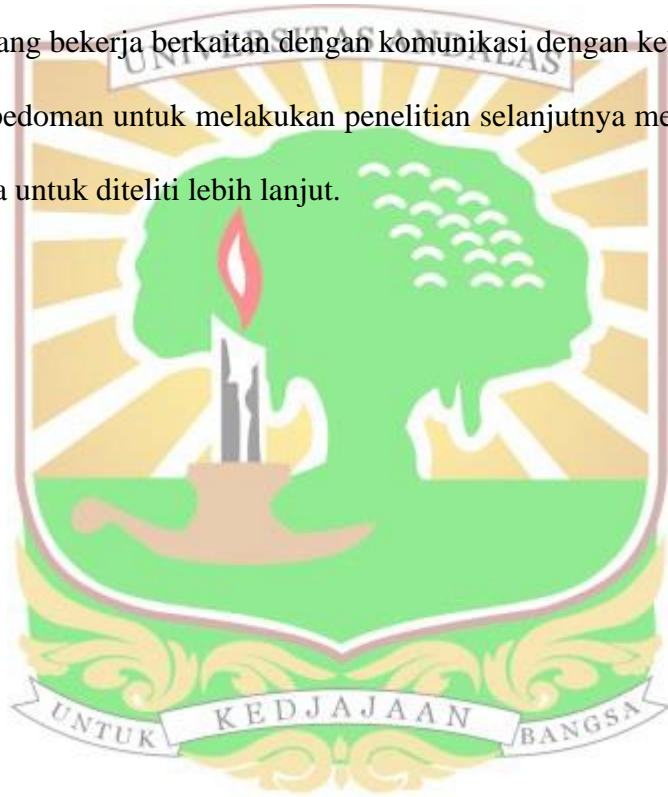 ang bekerja berkaitan dengan komunikasi dengan ke
UNIVERSITAS ANDALAS
pedoman untuk melakukan penelitian selanjutnya me
a untuk diteliti lebih lanjut.
UNTUK KEDJAJAAN BANGSA